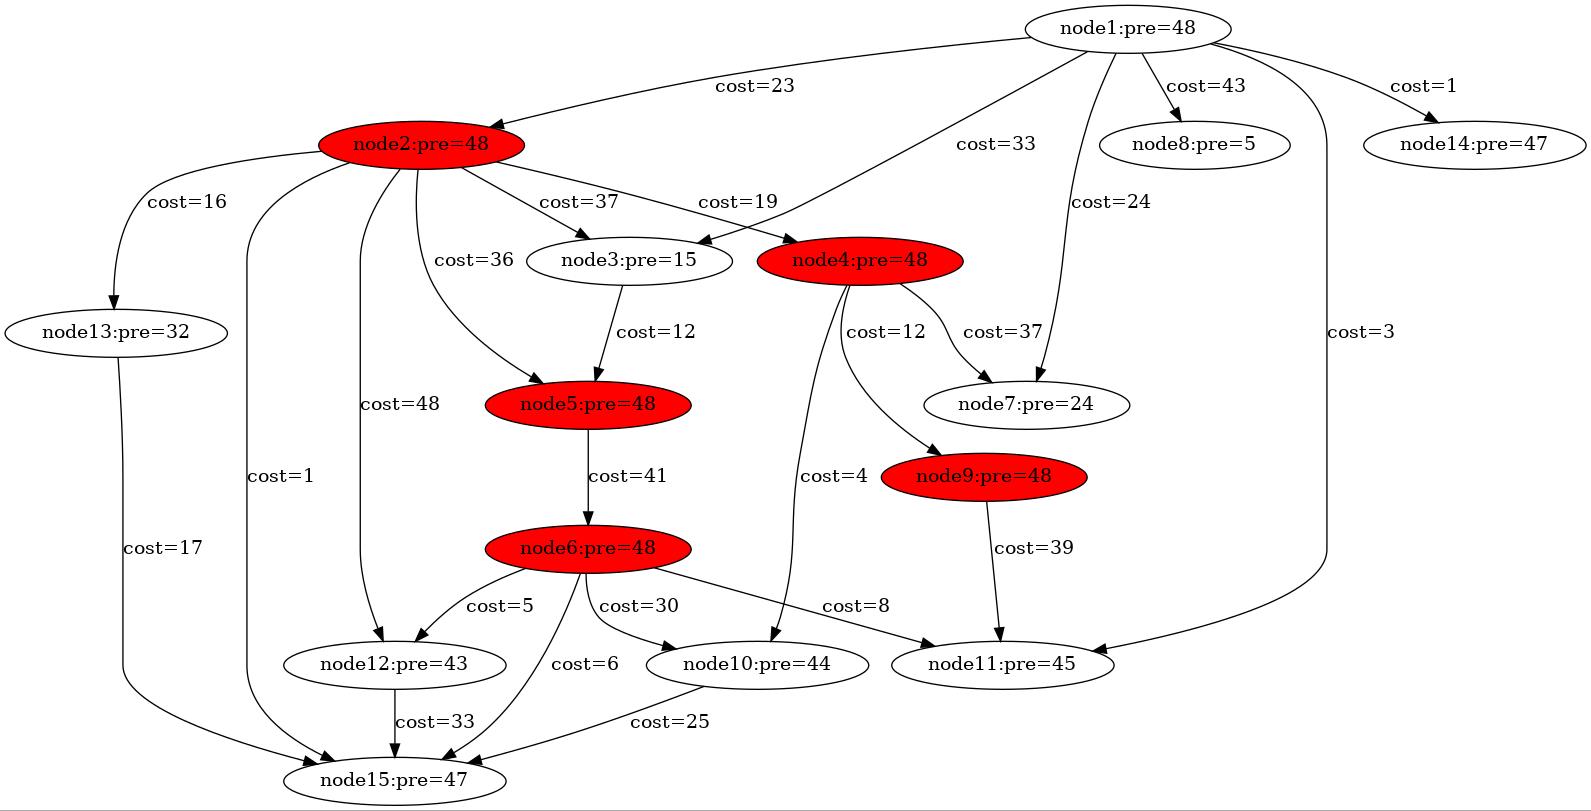 node1:pre=48
cost=23
cost=43
cost=1
node2:pre=48
cost=33
node8:pre=5
node14:pre=47
cost=16
cost=37
cost=19
cost=24
cost=36
node3:pre=15
node4:pre=48
node13:pre=32
cost=12
cost=12
cost=37
cost=3
cost=48
node5:pre=48
node7:pre=24
cost=1
cost=41
cost=4
node9:pre=48
cost=17
node6:pre=48
cost=39
cost=5
cost=30
cost=8
node12:pre=43
cost=6
node10:pre=44
node11:pre=45
cost=33
cost=25
node15:pre=47